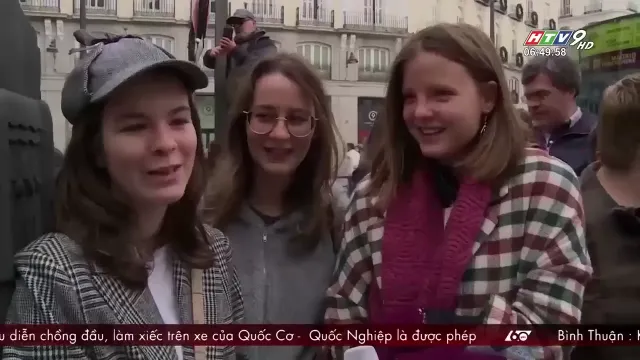 HTV9 HD
06:49:58
u diễn chồng đầu, làm xiếc trên xe của Quốc Cơ - Quốc Nghiệp là được phép
60
Bình Thuận : K